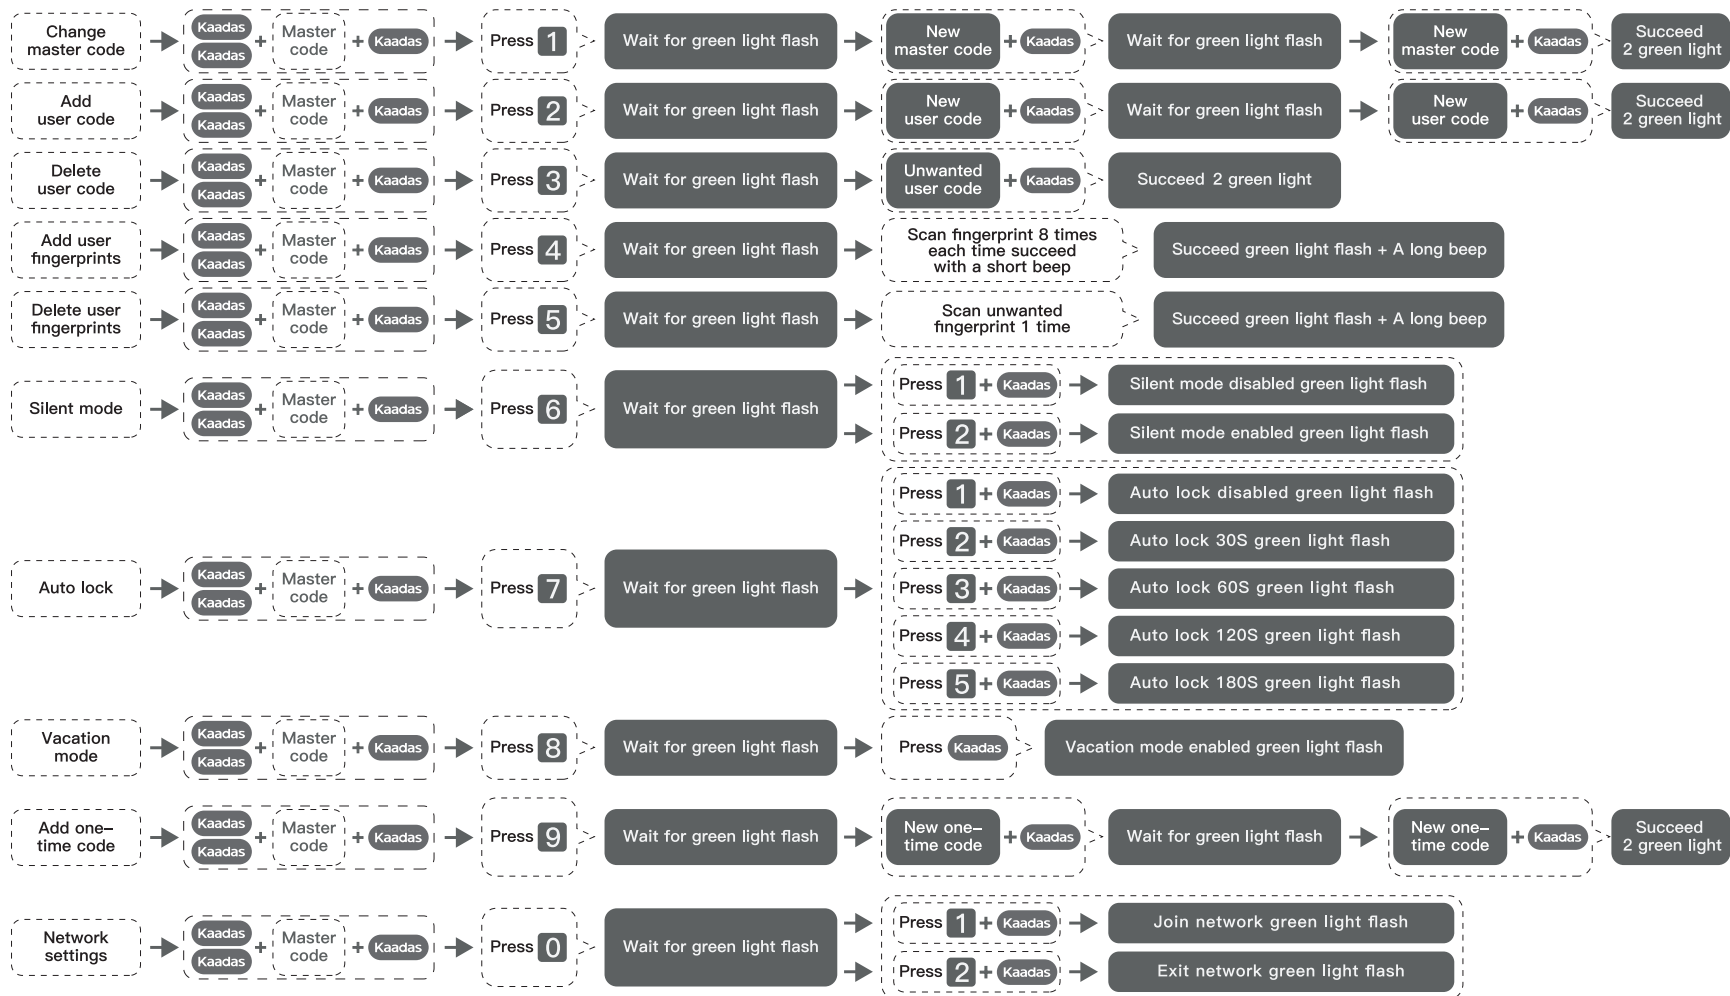 Change
master code
Kaadas
Kaadas
+
Master
code
+ Kaadas
Press 1
Wait for green light flash
New
master code
+ Kaadas
Wait for green light flash
New
master code
+ Kaadas
Succeed
2 green light
Add
user code
Kaadas
Kaadas
+
Master
code
+ Kaadas
Press 2
Wait for green light flash
New
user code
+ Kaadas
Wait for green light flash
New
user code
+ Kaadas
Succeed
2 green light
Delete
user code
Kaadas
Kaadas
+
Master
code
+ Kaadas
Press 3
Wait for green light flash
Unwanted
user code
+ Kaadas
Succeed 2 green light
Add user
fingerprints
Kaadas
Kaadas
+
Master
code
+ Kaadas
Press 4
Wait for green light flash
Scan fingerprint 8 times
each time succeed
with a short beep
Succeed green light flash + A long beep
Delete user
fingerprints
Kaadas
Kaadas
+
Master
code
+ Kaadas
Press 5
Wait for green light flash
Scan unwanted
fingerprint 1 time
Succeed green light flash + A long beep
Silent mode
Kaadas
Kaadas
+
Master
code
+ Kaadas
Press 6
Wait for green light flash
Press 1 + Kaadas
Silent mode disabled green light flash
Press 2 + Kaadas
Silent mode enabled green light flash
Auto lock
Kaadas
Kaadas
+
Master
code
+ Kaadas
Press 7
Wait for green light flash
Press 1 + Kaadas
Auto lock disabled green light flash
Press 2 + Kaadas
Auto lock 30S green light flash
Press 3 + Kaadas
Auto lock 60S green light flash
Press 4 + Kaadas
Auto lock 120S green light flash
Press 5 + Kaadas
Auto lock 180S green light flash
Vacation
mode
Kaadas
Kaadas
+
Master
code
+ Kaadas
Press 8
Wait for green light flash
Press Kaadas
Vacation mode enabled green light flash
Add one–
time code
Kaadas
Kaadas
+
Master
code
+ Kaadas
Press 9
Wait for green light flash
New one–
time code
+ Kaadas
Wait for green light flash
New one–
time code
+ Kaadas
Succeed
2 green light
Network
settings
Kaadas
Kaadas
+
Master
code
+ Kaadas
Press 0
Wait for green light flash
Press 1 + Kaadas
Join network green light flash
Press 2 + Kaadas
Exit network green light flash